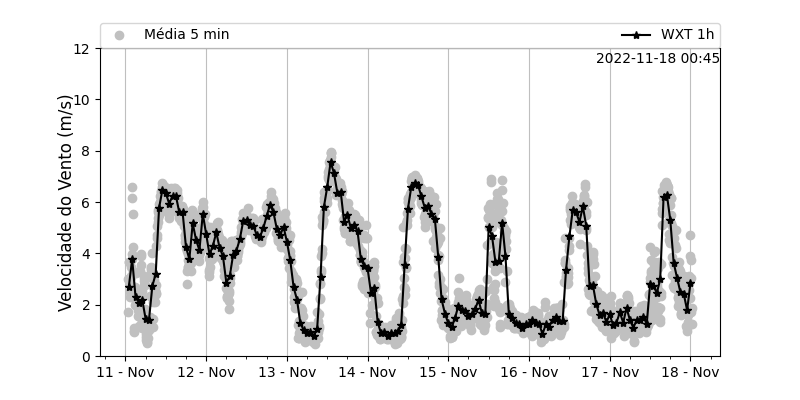 Média 5 min
WXT 1h
2022-11-18 00:45
Velocidade do Vento (m/s)
12
10
8
6
4
2
0
11 - Nov
12 - Nov
13 - Nov
14 - Nov
15 - Nov
16 - Nov
17 - Nov
18 - Nov